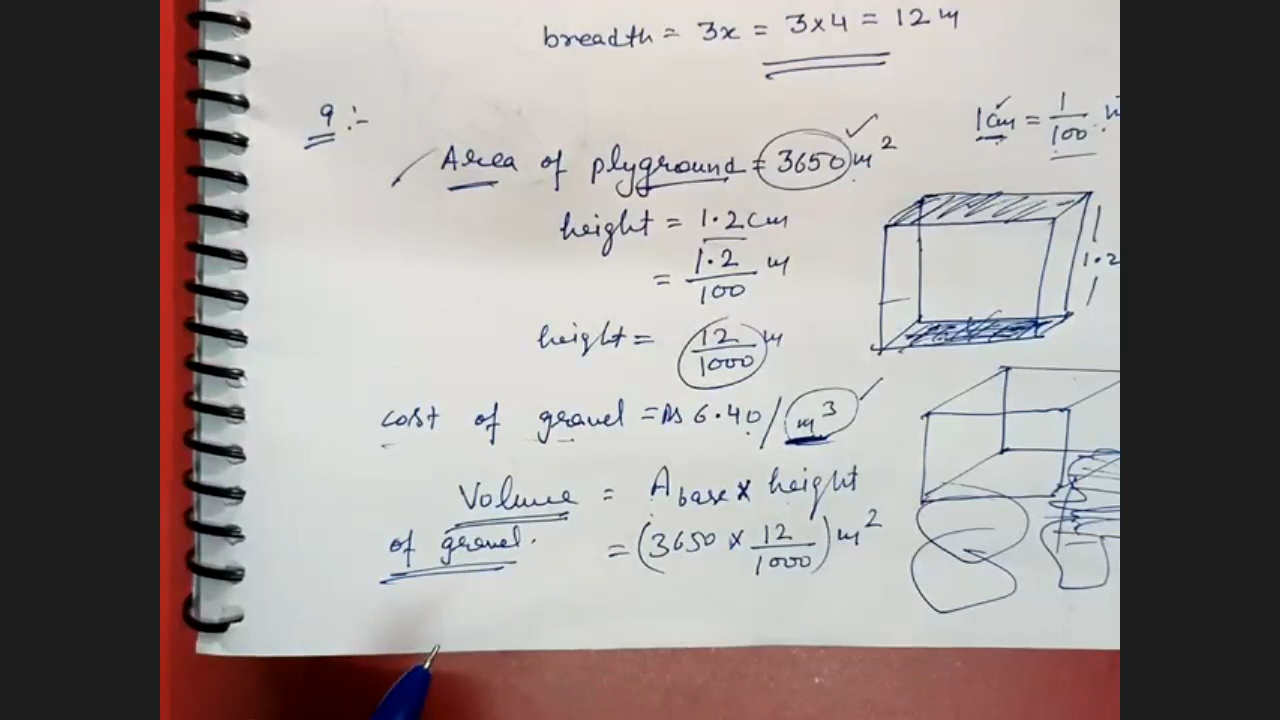 breadth = 3x = 3×4 = 12 m
9 :-
1cm = 1/100 m
Area of plyground = 3650 m²
height = 1.2 cm
= 1.2/100 m
1.2
height = 12/1000 m
cost of gravel = Rs 6.40 / m³
Volume = A base × height
of gravel. = (3650 × 12/1000) m²